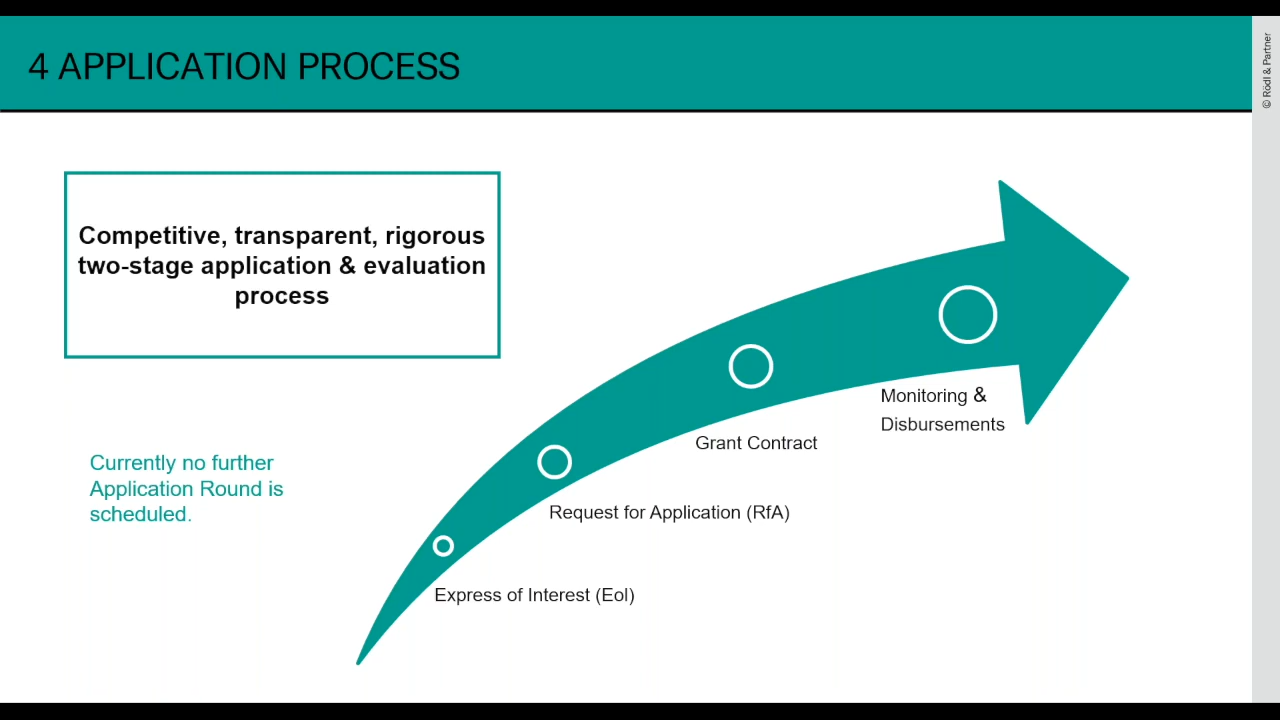 4 APPLICATION PROCESS
© Rödl & Partner
Competitive, transparent, rigorous
two-stage application & evaluation
process
Currently no further
Application Round is
scheduled.
Monitoring &
Disbursements
Grant Contract
Request for Application (RfA)
Express of Interest (EoI)